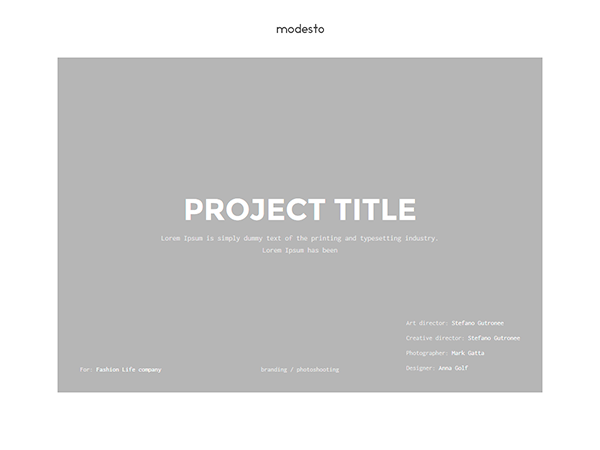 modesto
PROJECT TITLE
Lorem Ipsum is simply dummy text of the printing and typesetting industry.
Lorem Ipsum has been
Art director: Stefano Gutronee
Creative director: Stefano Gutronee
Photographer: Mark Gatta
Designer: Anna Golf
For: Fashion Life company
branding / photoshosting